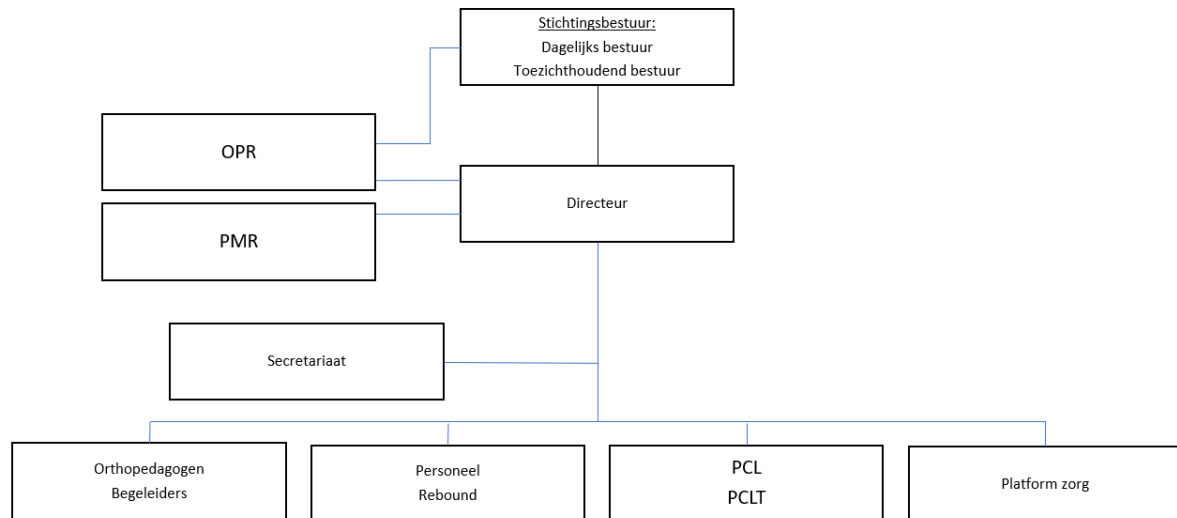 Stichtingsbestuur:
Dagelijks bestuur
Toezichthoudend bestuur
OPR
Directeur
PMR
Secretariaat
Orthopedagogen
Begeleiders
Personeel
Rebound
PCL
PCLT
Platform zorg